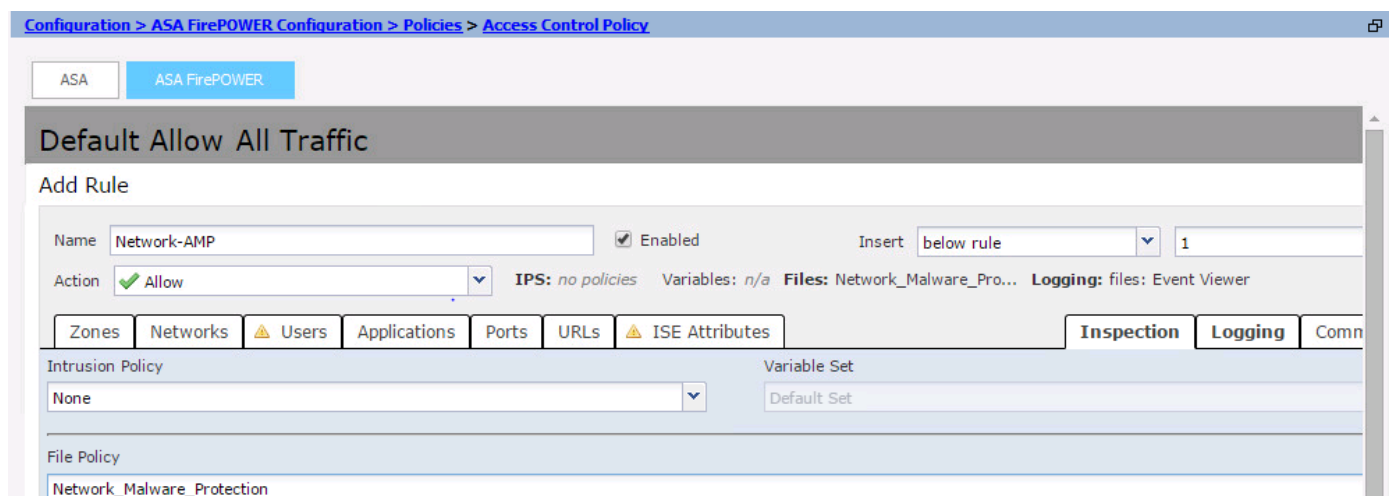 Configuration > ASA FirePOWER Configuration > Policies > Access Control Policy
ASA
ASA FirePOWER
Default Allow All Traffic
Add Rule
Name Network-AMP Enabled Insert below rule 1
Action Allow IPS: no policies Variables: n/a Files: Network_Malware_Pro... Logging: files: Event Viewer
Zones Networks Users Applications Ports URLs ISE Attributes Inspection Logging Comm
Intrusion Policy Variable Set
None Default Set
File Policy
Network_Malware_Protection